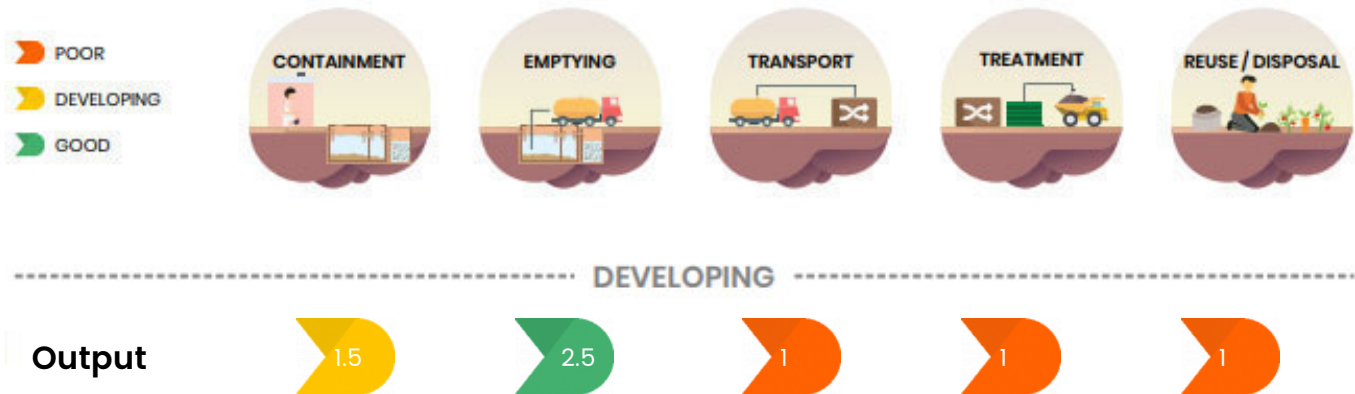 POOR
DEVELOPING
GOOD
CONTAINMENT
EMPTYING
TRANSPORT
TREATMENT
REUSE / DISPOSAL
DEVELOPING
Output
1.5
2.5
1
1
1